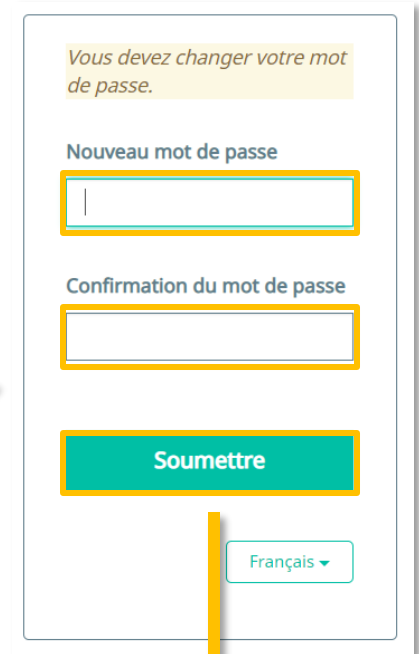 Vous devez changer votre mot
de passe.
Nouveau mot de passe
Confirmation du mot de passe
Soumettre
Français